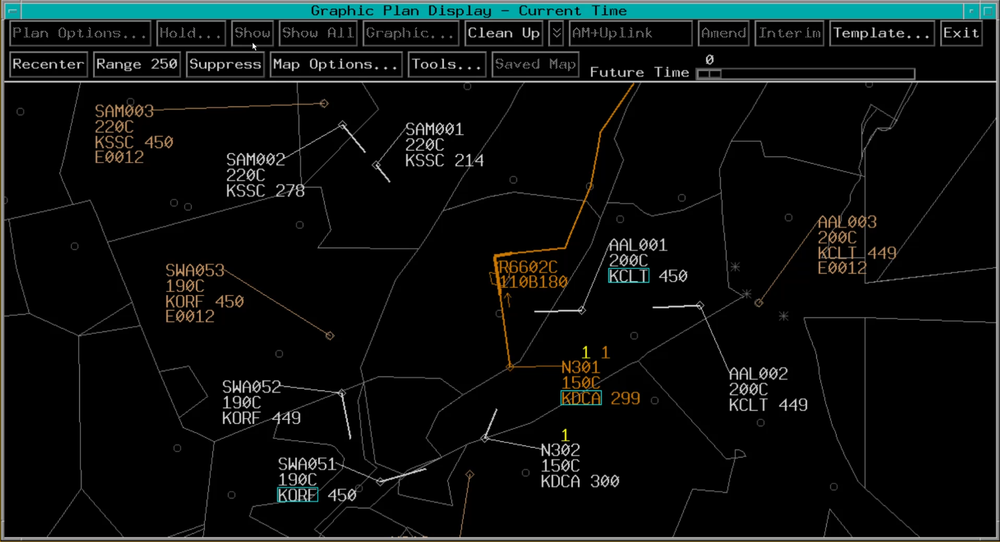 Graphic Plan Display - Current Time
Plan Options... Hold... Show Show All Graphic... Clean Up AM+Uplink Amend Interim Template... Exit
Recenter Range 250 Suppress Map Options... Tools... Saved Map Future Time 0
SAM003
220C
KSSC 450
E0012
SAM002
220C
KSSC 278
SAM001
220C
KSSC 214
AAL003
200C
KCLT 449
E0012
AAL001
200C
KCLT 450
R6602C
110B180
SWA053
190C
KORF 450
E0012
1 1
N301
150C
KDCA 299
AAL002
200C
KCLT 449
SWA052
190C
KORF 449
1
N302
150C
KDCA 300
SWA051
190C
KORF 450